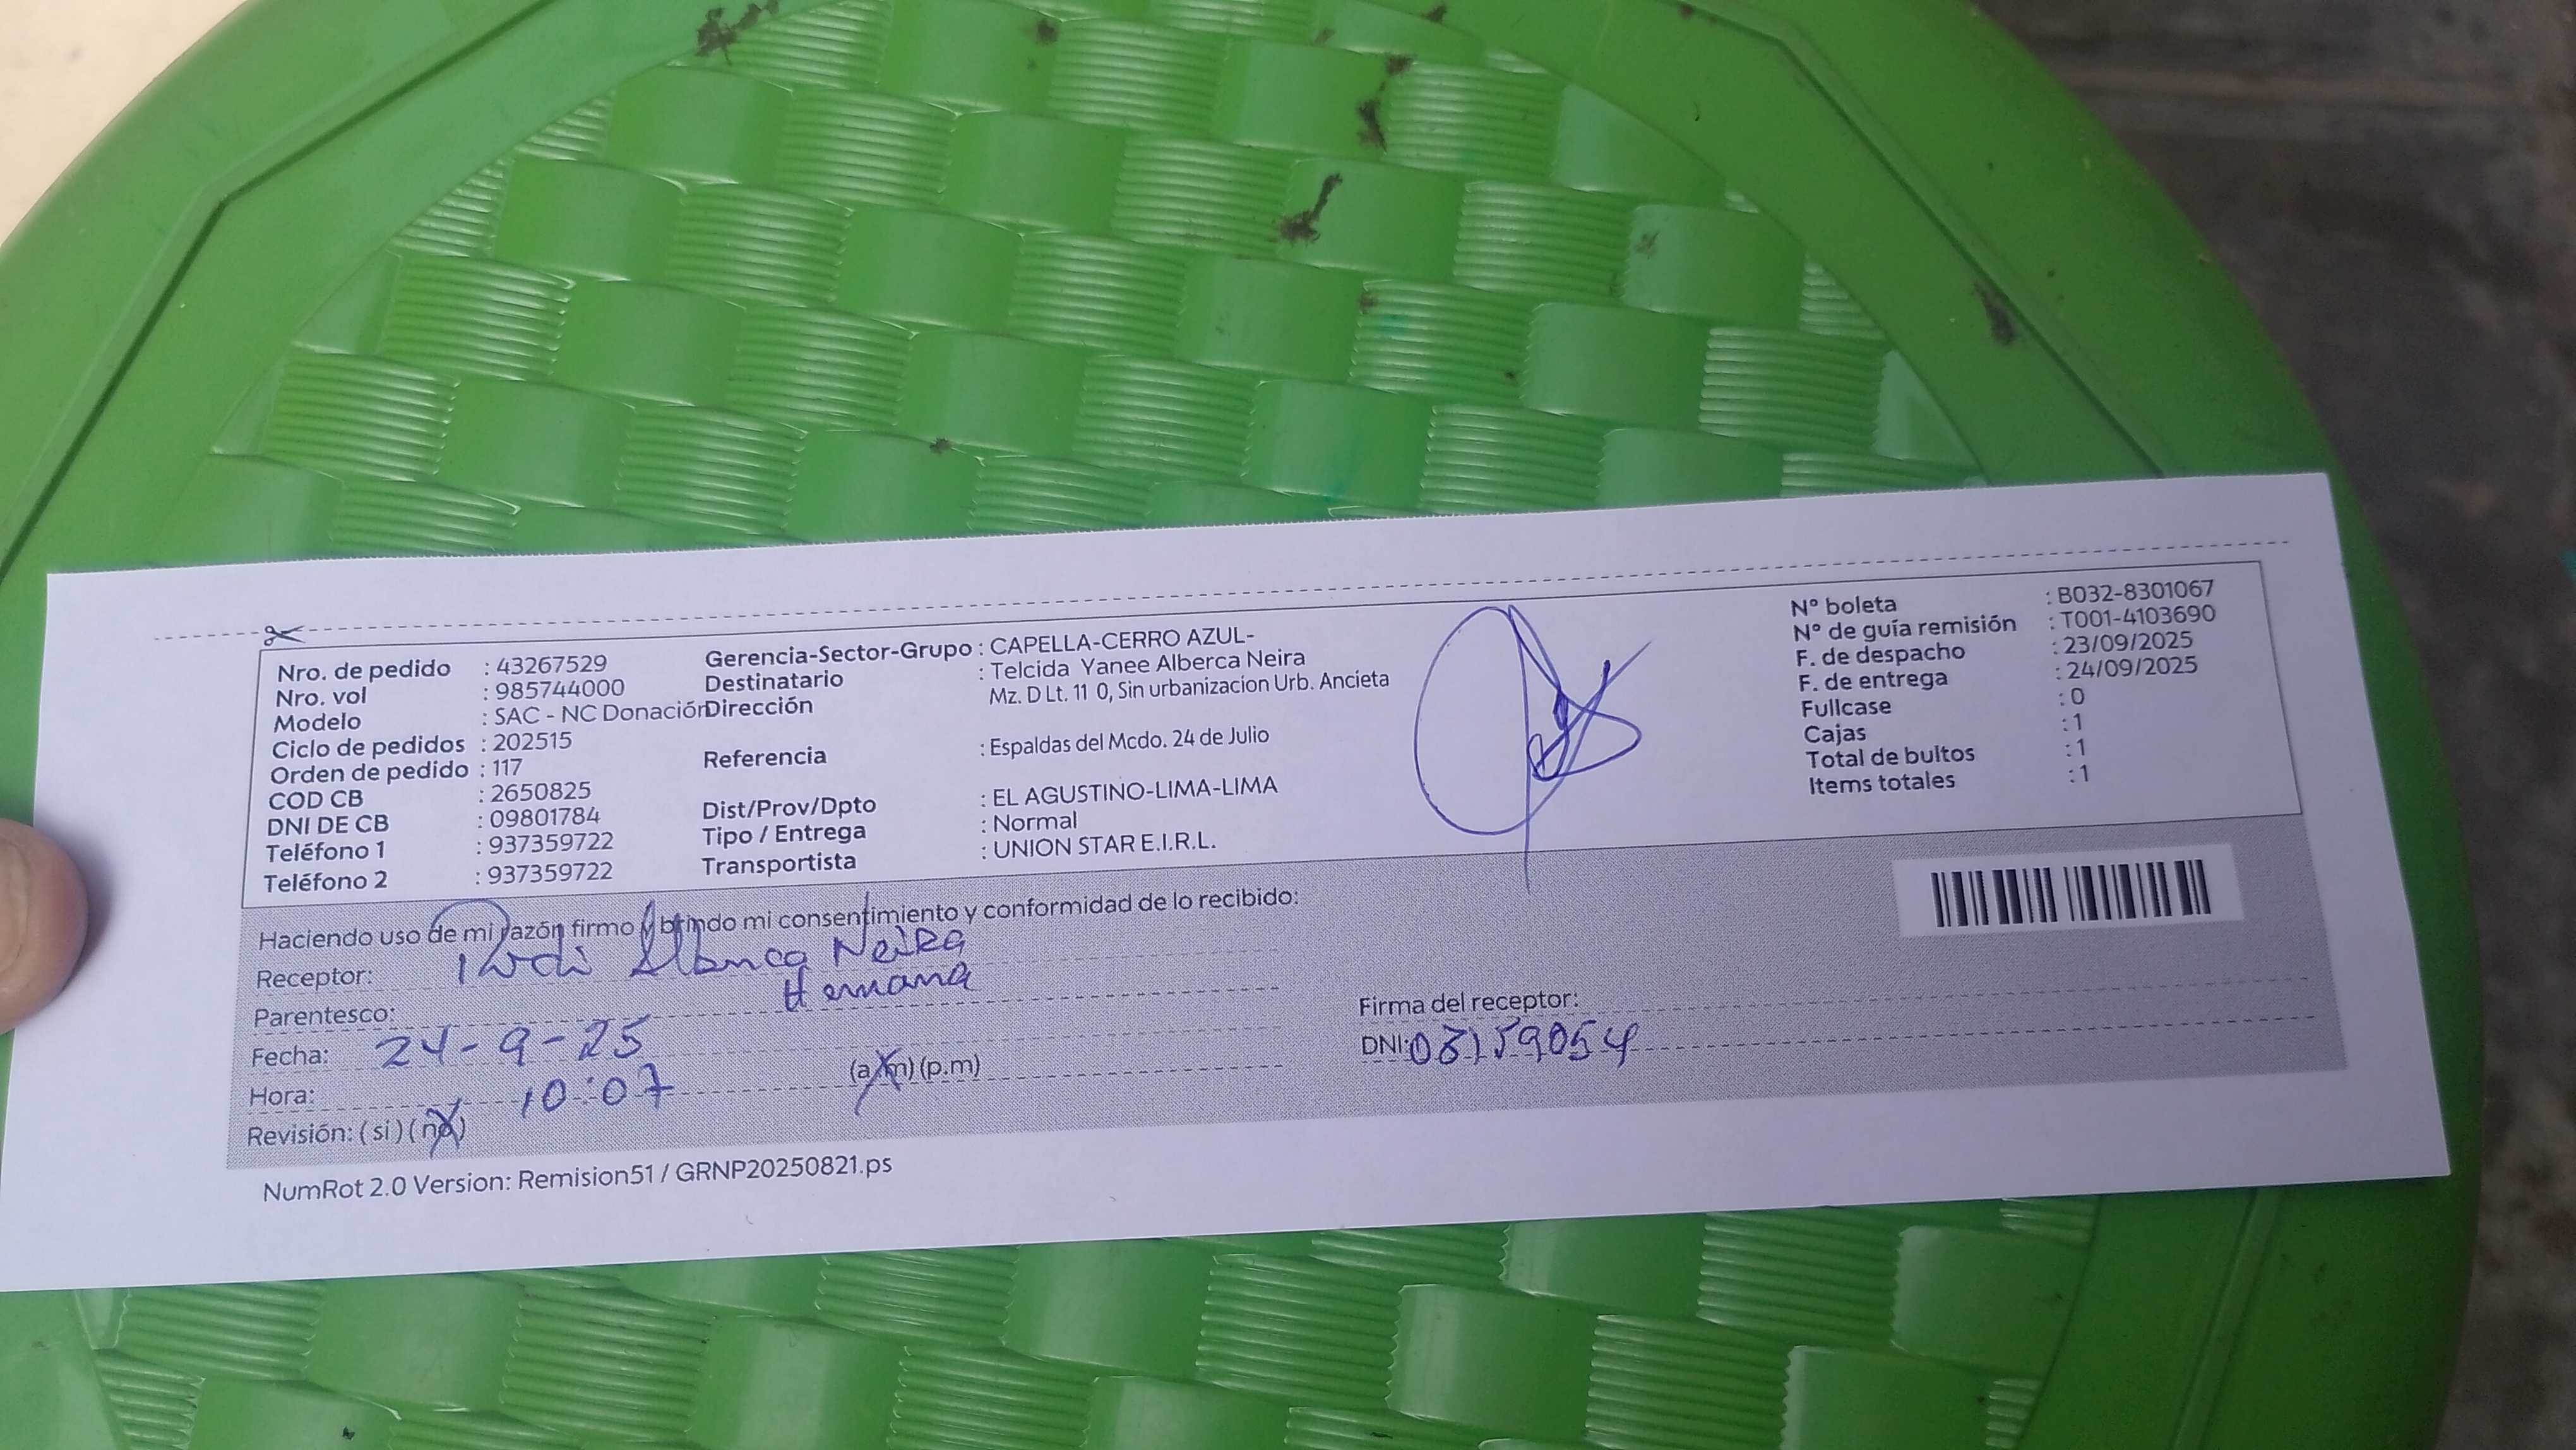 Nro. de pedido : 43267529
Nro. vol : 985744000
Modelo : SAC - NC Donación
Ciclo de pedidos : 202515
Orden de pedido : 117
COD CB : 2650825
DNI DE CB : 09801784
Teléfono 1 : 937359722
Teléfono 2 : 937359722
Gerencia-Sector-Grupo : CAPELLA-CERRO AZUL-
Destinatario : Telcida Yanee Alberca Neira
Dirección Mz. D Lt. 11 0, Sin urbanizacion Urb. Ancieta
Referencia : Espaldas del Mcdo. 24 de Julio
Dist/Prov/Dpto : EL AGUSTINO-LIMA-LIMA
Tipo / Entrega : Normal
Transportista : UNION STAR E.I.R.L.
N° boleta : B032-8301067
N° de guía remisión : T001-4103690
F. de despacho : 23/09/2025
F. de entrega : 24/09/2025
Fullcase : 0
Cajas : 1
Total de bultos : 1
Items totales : 1
Haciendo uso de mi razón firmo y brindo mi consentimiento y conformidad de lo recibido:
Receptor: Neira
Parentesco: Hermana
Fecha: 24-9-25
Hora: 10:07 (a.m) (p.m)
Revisión: (si) (no)
Firma del receptor:
DNI: 08159054
NumRot 2.0 Version: Remision51 / GRNP20250821.ps